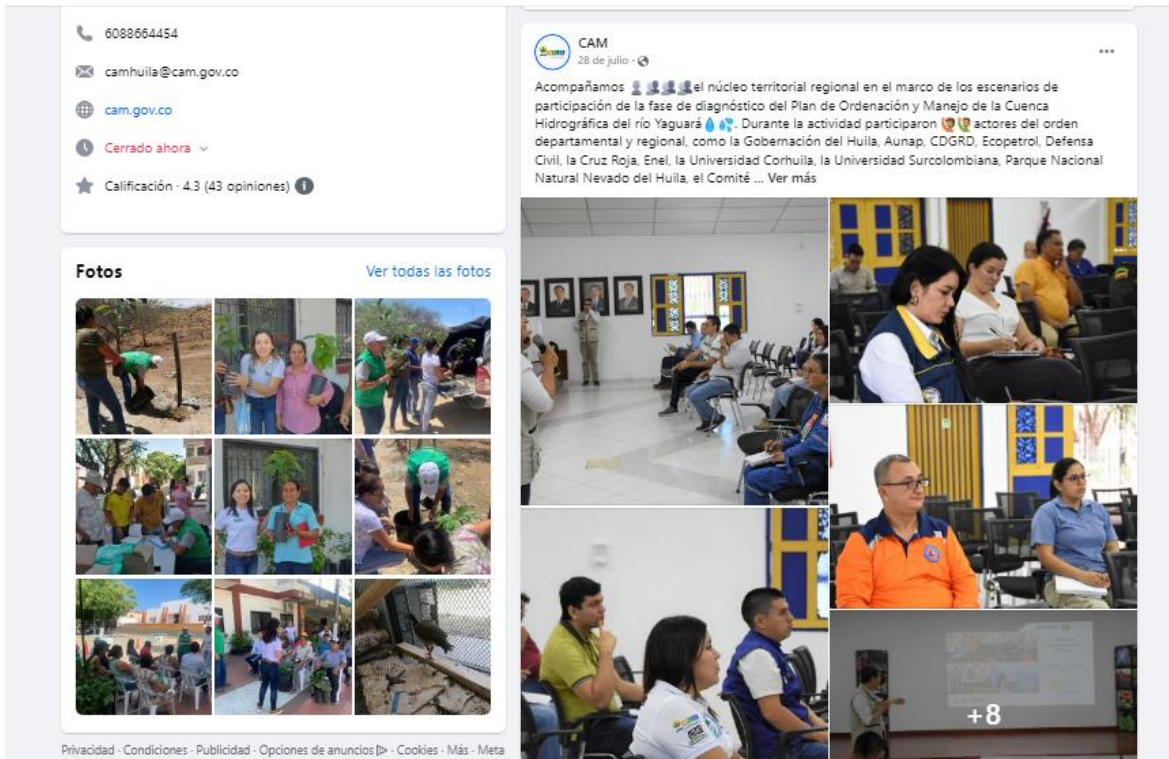 6088664454
camhuila@cam.gov.co
cam.gov.co
Cerrado ahora
Calificación · 4.3 (43 opiniones)
Fotos
Ver todas las fotos
Privacidad · Condiciones · Publicidad · Opciones de anuncios · Cookies · Más · Meta
CAM
28 de julio ·
Acompañamos 👤👥👥el núcleo territorial regional en el marco de los escenarios de
participación de la fase de diagnóstico del Plan de Ordenación y Manejo de la Cuenca
Hidrográfica del río Yaguará💧💦. Durante la actividad participaron 🙋🙋 actores del orden
departamental y regional, como la Gobernación del Huila, Aunap, CDGRD, Ecopetrol, Defensa
Civil, la Cruz Roja, Enel, la Universidad Corhuila, la Universidad Surcolombiana, Parque Nacional
Natural Nevado del Huila, el Comité ... Ver más
+8